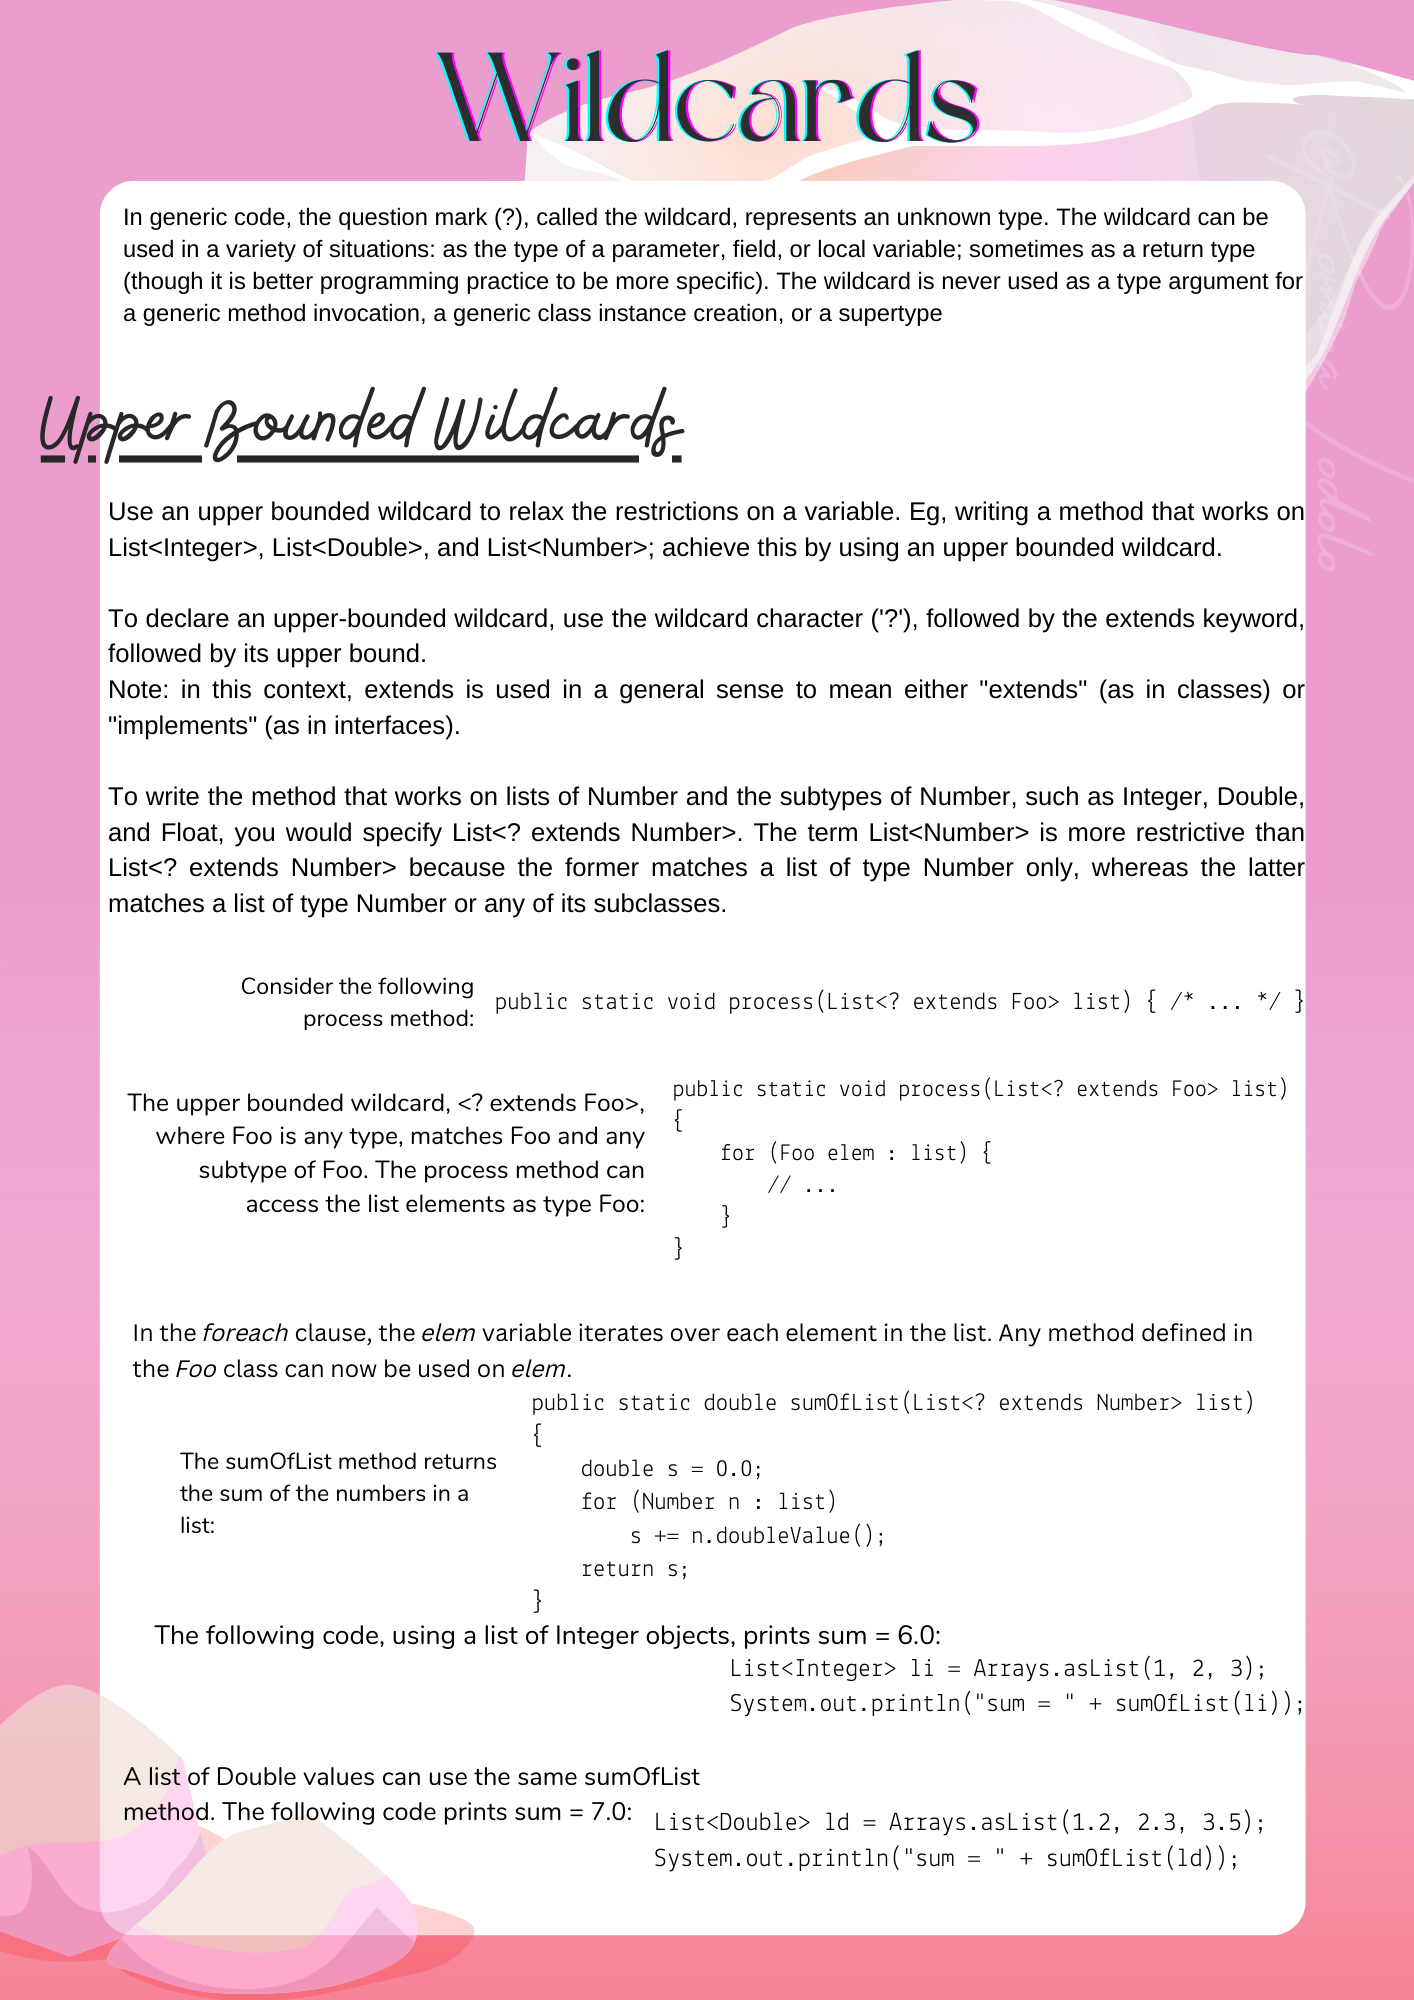 Wildcards
In generic code, the question mark (?), called the wildcard, represents an unknown type. The wildcard can be
used in a variety of situations: as the type of a parameter, field, or local variable; sometimes as a return type
(though it is better programming practice to be more specific). The wildcard is never used as a type argument for
a generic method invocation, a generic class instance creation, or a supertype
Upper Bounded Wildcards
Use an upper bounded wildcard to relax the restrictions on a variable. Eg, writing a method that works on
List<Integer>, List<Double>, and List<Number>; achieve this by using an upper bounded wildcard.
To declare an upper-bounded wildcard, use the wildcard character ('?'), followed by the extends keyword,
followed by its upper bound.
Note: in this context, extends is used in a general sense to mean either "extends" (as in classes) or
"implements" (as in interfaces).
To write the method that works on lists of Number and the subtypes of Number, such as Integer, Double,
and Float, you would specify List<? extends Number>. The term List<Number> is more restrictive than
List<? extends Number> because the former matches a list of type Number only, whereas the latter
matches a list of type Number or any of its subclasses.
Consider the following
process method:
public static void process(List<? extends Foo> list) { /* ... */ }
The upper bounded wildcard, <? extends Foo>,
where Foo is any type, matches Foo and any
subtype of Foo. The process method can
access the list elements as type Foo:
public static void process(List<? extends Foo> list)
{
for (Foo elem : list) {
// ...
}
}
In the foreach clause, the elem variable iterates over each element in the list. Any method defined in
the Foo class can now be used on elem.
The sumOfList method returns
the sum of the numbers in a
list:
public static double sumOfList(List<? extends Number> list)
{
double s = 0.0;
for (Number n : list)
s += n.doubleValue();
return s;
}
The following code, using a list of Integer objects, prints sum = 6.0:
List<Integer> li = Arrays.asList(1, 2, 3);
System.out.println("sum = " + sumOfList(li));
A list of Double values can use the same sumOfList
method. The following code prints sum = 7.0:
List<Double> ld = Arrays.asList(1.2, 2.3, 3.5);
System.out.println("sum = " + sumOfList(ld));